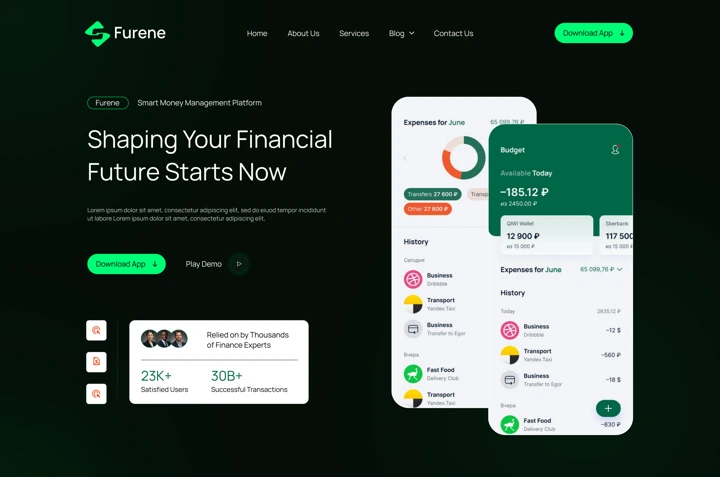 Furene
Home
About Us
Services
Blog
Contact Us
Download App
Furene
Smart Money Management Platform
Shaping Your Financial
Future Starts Now
Lorem ipsum dolor sit amet, consectetur adipiscing elit, sed do eiusd tempor incididunt
ut labore Lorem ipsum dolor sit amet, consectetur adipiscing elit.
Download App
Play Demo
Relied on by Thousands
of Finance Experts
23K+
30B+
Satisfied Users
Successful Transactions
Expenses for June
65 099,76 ₽
Transfers 27 600 ₽
Transp
Other 27 600 ₽
History
Сегодня
Business
Dribbble
Transport
Yandex.Taxi
Business
Transfer to Egor
Вчера
Fast Food
Delivery Club
Transport
Yandex.Taxi
Budget
Available Today
–185.12 ₽
из 2450.00 ₽
QIWI Wallet
12 900 ₽
из 15 000 ₽
Sberbank
117 500
из 15 000 ₽
Expenses for June
65 099,76 ₽
History
Today
2635.12 ₽
Business
Dribbble
–12 $
Transport
Yandex.Taxi
–560 ₽
Business
Transfer to Egor
–18 $
Вчера
Fast Food
Delivery Club
–830 ₽